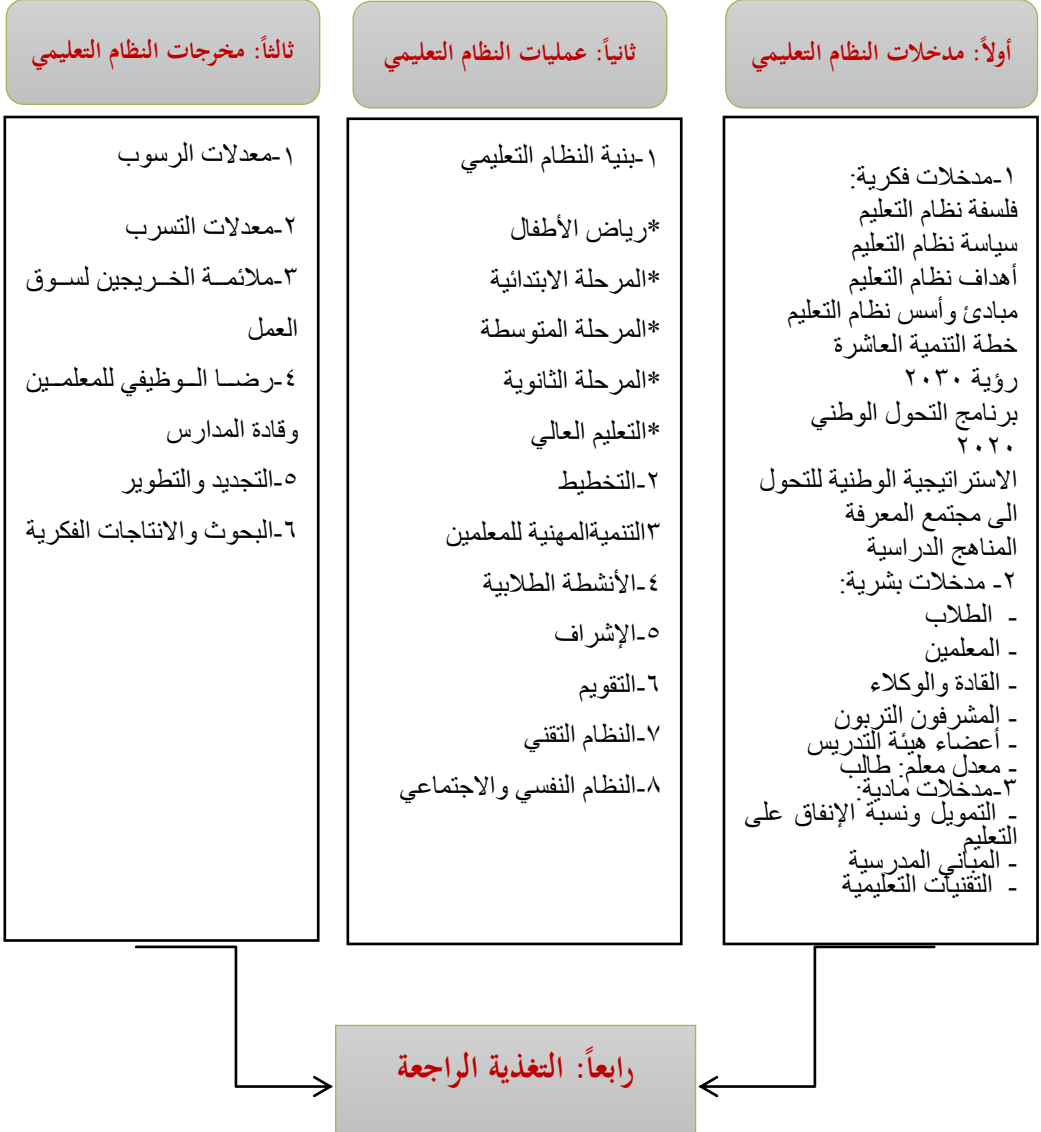 أولاً: مدخلات النظام التعليمي
١-مدخلات فكرية:
فلسفة نظام التعليم
سياسة نظام التعليم
أهداف نظام التعليم
مبادئ وأسس نظام التعليم
خطة التنمية العاشرة
رؤية ٢٠٣٠
برنامج التحول الوطني
٢٠٢٠
الاستراتيجية الوطنية للتحول
الى مجتمع المعرفة
المناهج الدراسية
٢- مدخلات بشرية:
- الطلاب
- المعلمين
- القادة والوكلاء
- المشرفون التربون
- أعضاء هيئة التدريس
- معدل معلم: طالب
٣-مدخلات مادية:
- التمويل ونسبة الإنفاق على
التعليم
- المباني المدرسية
- التقنيات التعليمية
ثانياً: عمليات النظام التعليمي
١-بنية النظام التعليمي
*رياض الأطفال
*المرحلة الابتدائية
*المرحلة المتوسطة
*المرحلة الثانوية
*التعليم العالي
٢-التخطيط
٣التنميةالمهنية للمعلمين
٤-الأنشطة الطلابية
٥-الإشراف
٦-التقويم
٧-النظام التقني
٨-النظام النفسي والاجتماعي
ثالثاً: مخرجات النظام التعليمي
١-معدلات الرسوب
٢-معدلات التسرب
٣-ملائمــة الخــريجين لســوق
العمل
٤-رضــا الــوظيفي للمعلمــين
وقادة المدارس
٥-التجديد والتطوير
٦-البحوث والانتاجات الفكرية
رابعاً: التغذية الراجعة